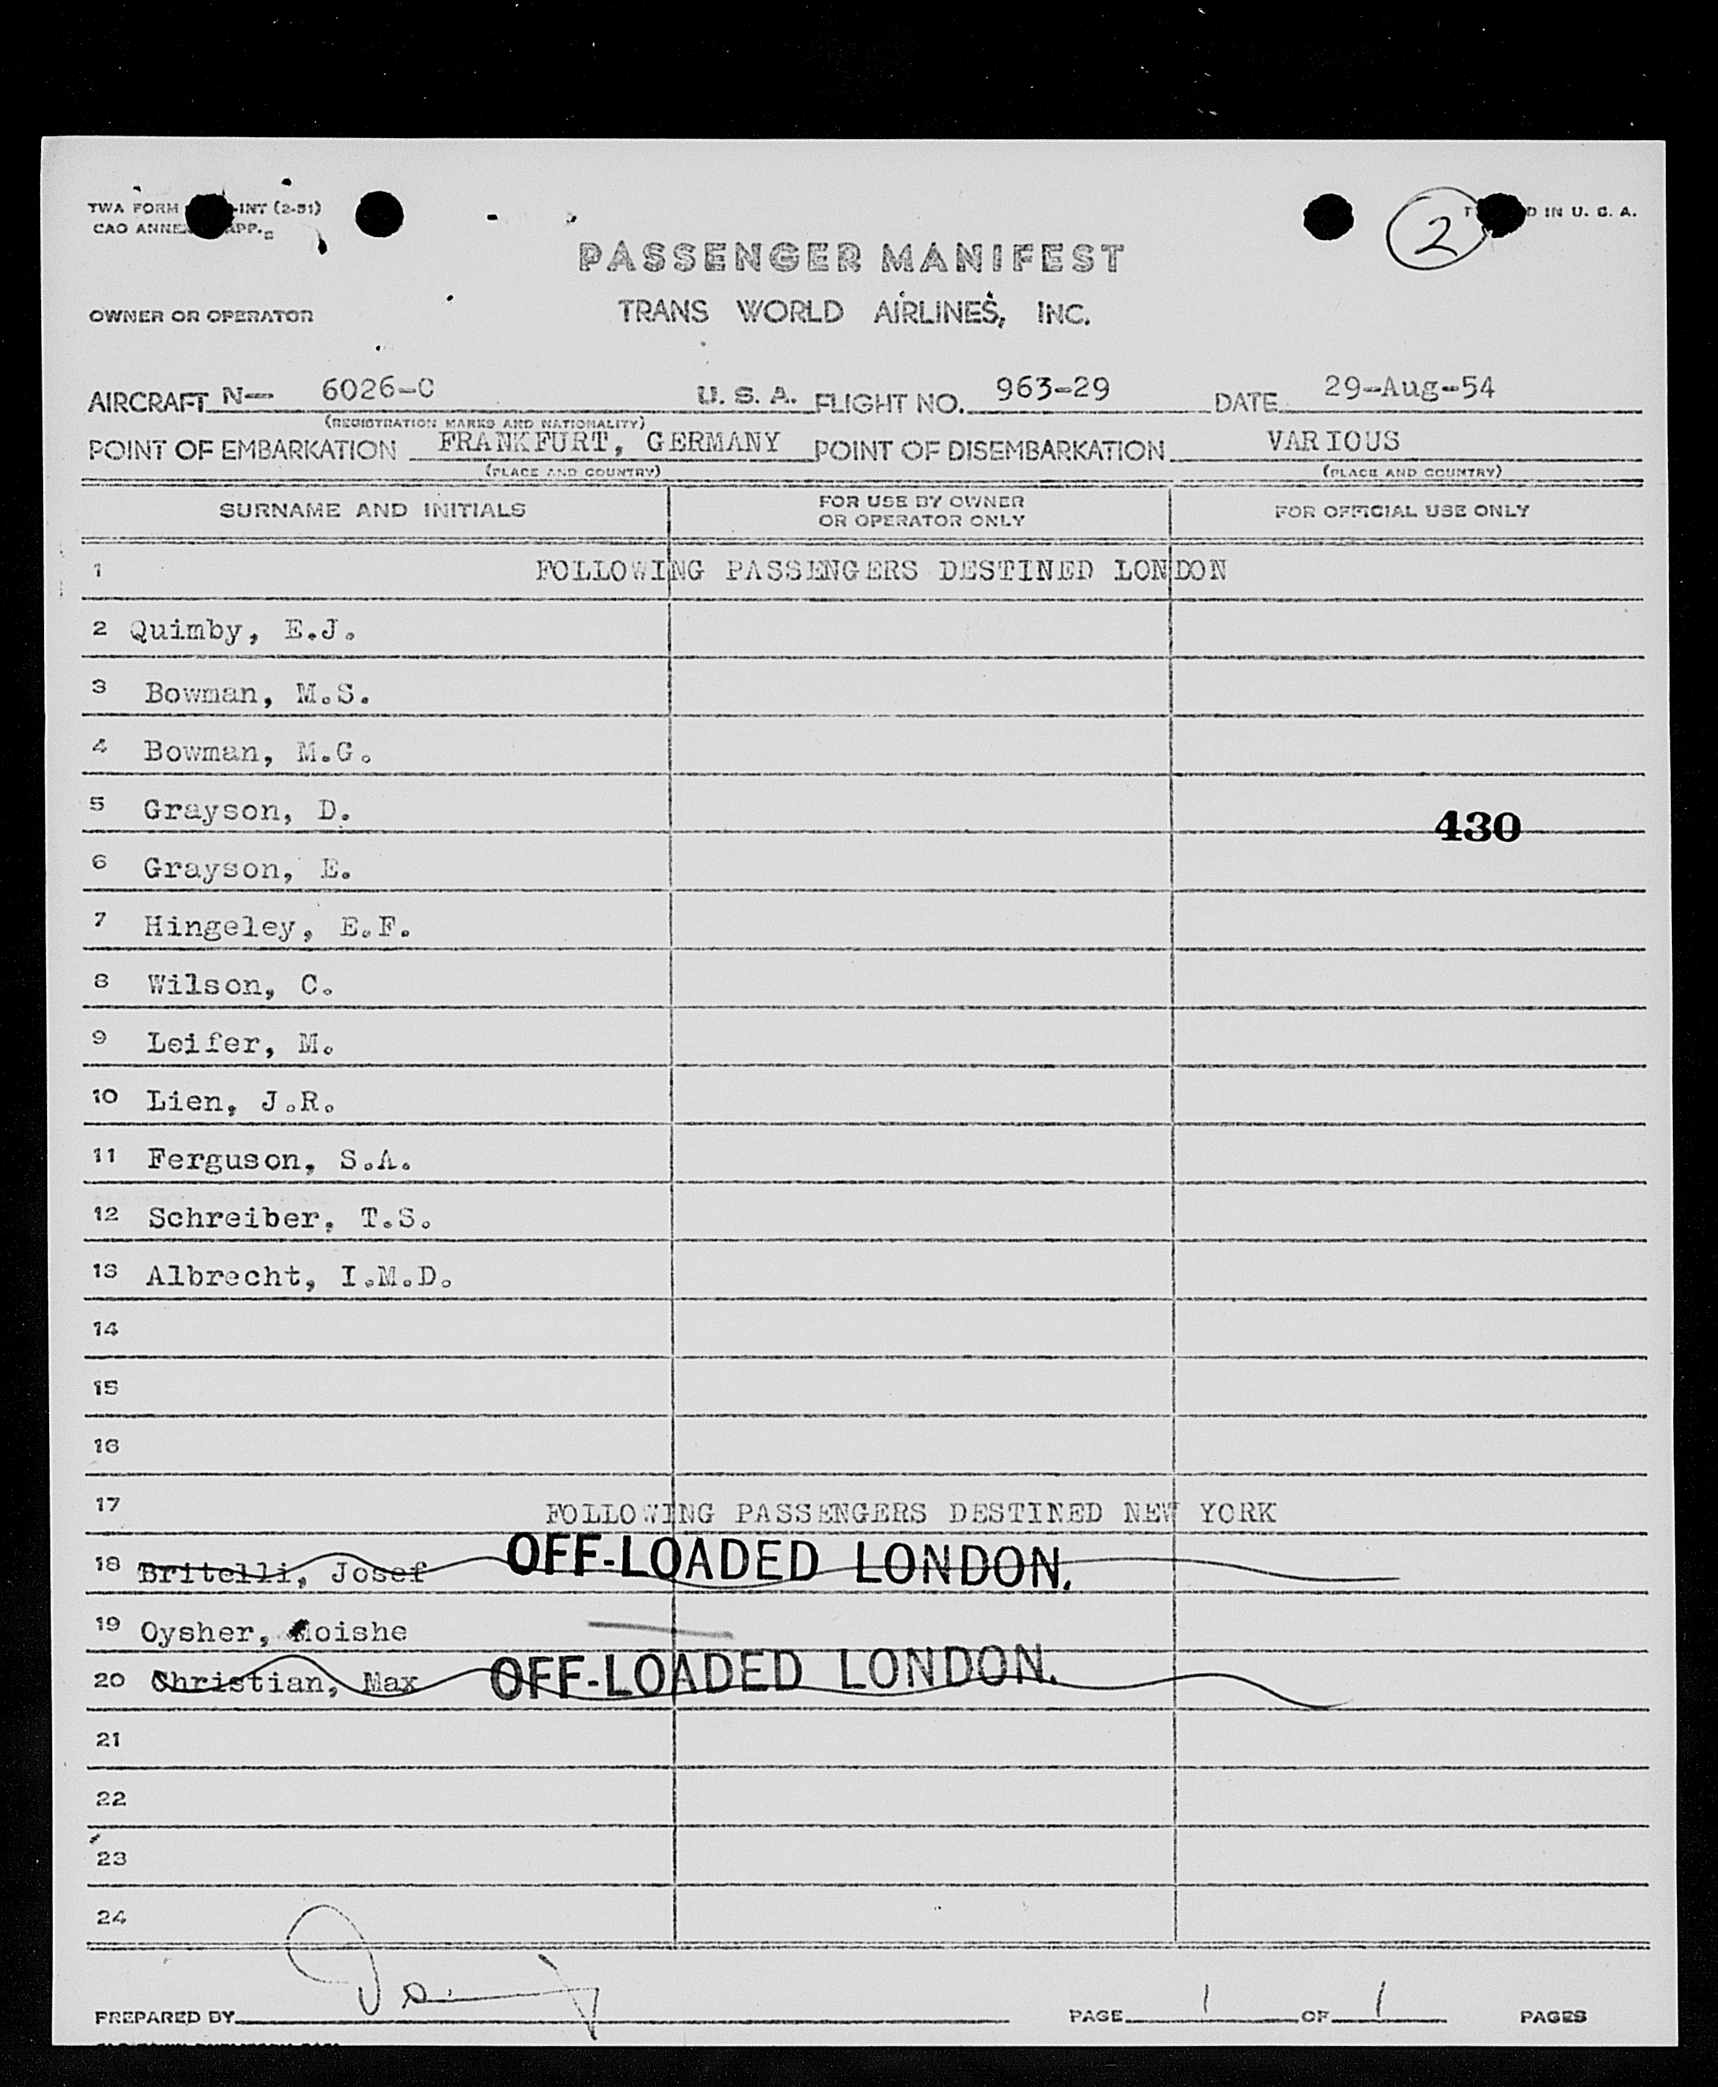 TWA FORM -INT (2-51)
CAO ANNE APP.
2
D IN U. S. A.
PASSENGER MANIFEST
OWNER OR OPERATOR TRANS WORLD AIRLINES, INC.
AIRCRAFT N— 6026-C U. S. A. FLIGHT NO. 963-29 DATE 29-Aug-54
(REGISTRATION MARKS AND NATIONALITY)
POINT OF EMBARKATION FRANKFURT, GERMANY POINT OF DISEMBARKATION VARIOUS
(PLACE AND COUNTRY) (PLACE AND COUNTRY)
SURNAME AND INITIALS FOR USE BY OWNER OR OPERATOR ONLY FOR OFFICIAL USE ONLY
1 FOLLOWING PASSENGERS DESTINED LONDON
2 Quimby, E.J.
3 Bowman, M.S.
4 Bowman, M.G.
5 Grayson, D. 430
6 Grayson, E.
7 Hingeley, E.F.
8 Wilson, C.
9 Leifer, M.
10 Lien, J.R.
11 Ferguson, S.A.
12 Schreiber, T.S.
13 Albrecht, I.M.D.
14
15
16
17 FOLLOWING PASSENGERS DESTINED NEW YORK
18 Britelli, Josef OFF-LOADED LONDON.
19 Oysher, Moishe
20 Christian, Max OFF-LOADED LONDON.
21
22
23
24
PREPARED BY PAGE 1 OF 1 PAGES